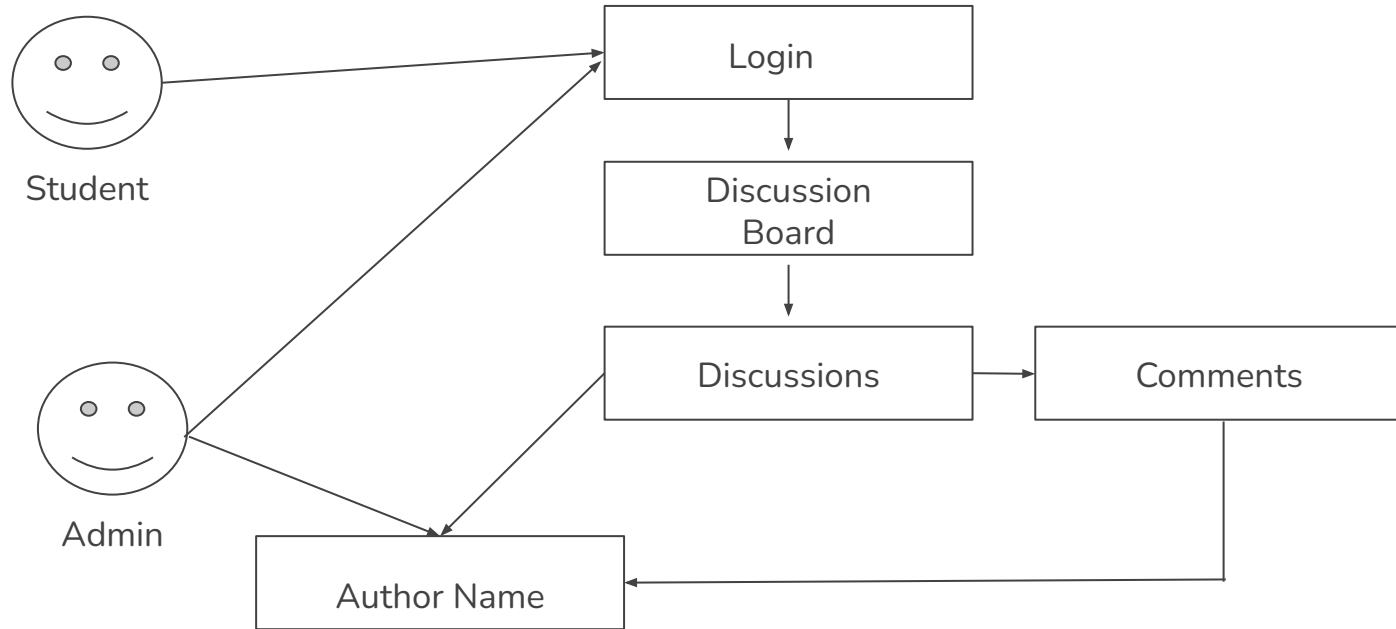 Login
Student
Discussion
Board
Discussions
Comments
Admin
Author Name